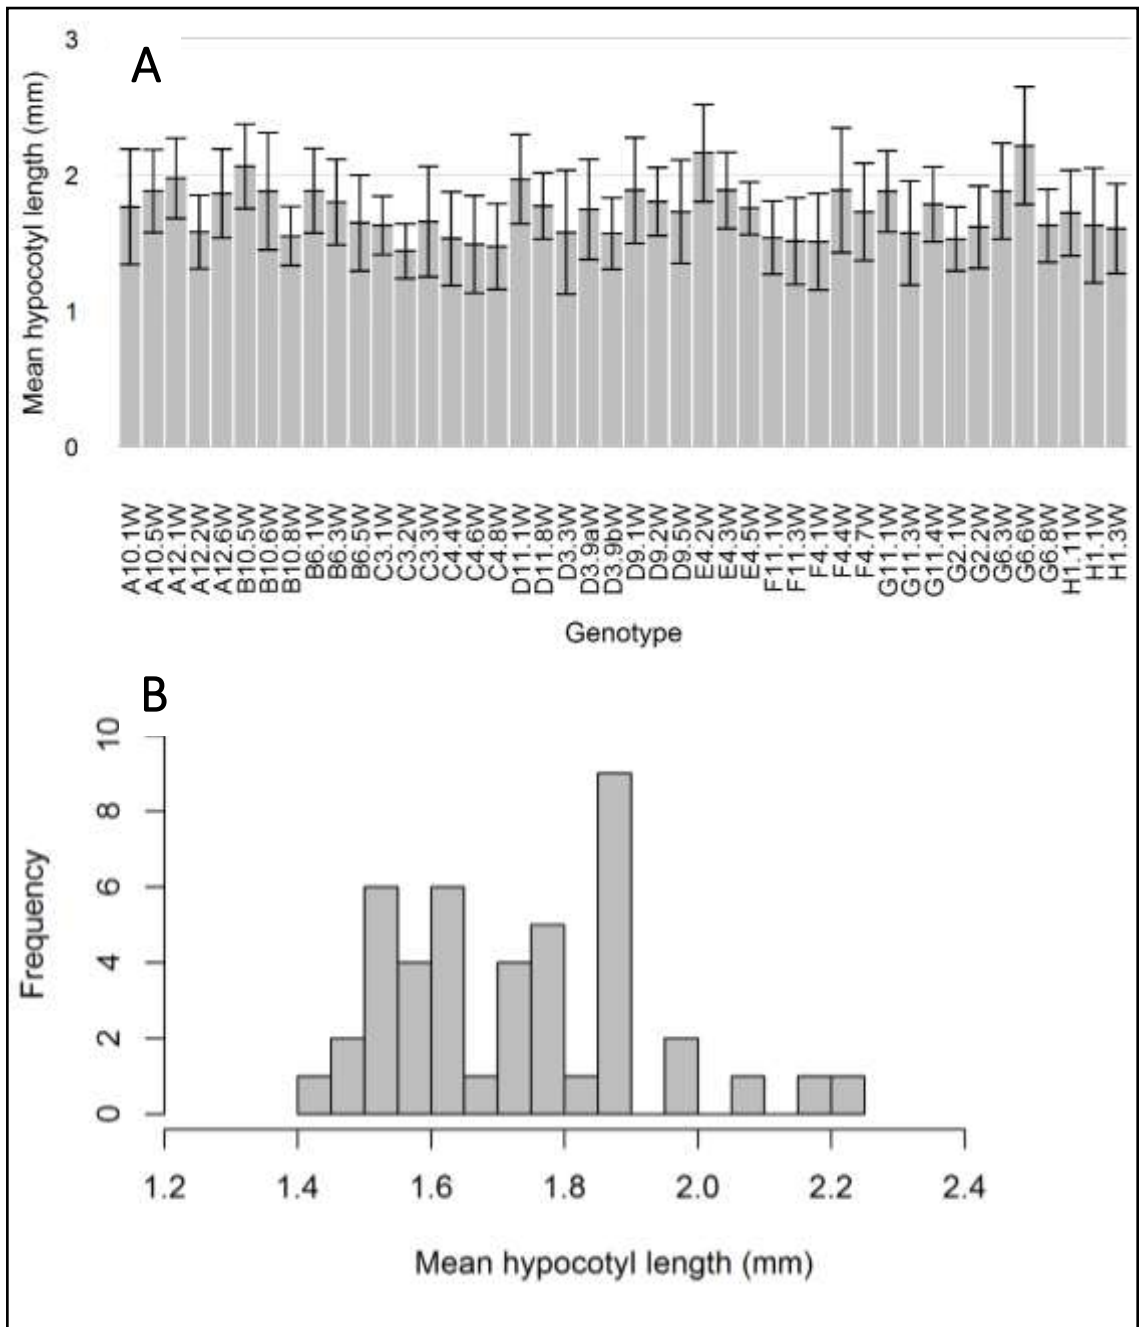 A
3
2
1
0
Mean hypocotyl length (mm)
A10.1W
A10.5W
A12.1W
A12.2W
A12.6W
B10.5W
B10.6W
B10.8W
B6.1W
B6.3W
B6.5W
C3.1W
C3.2W
C3.3W
C4.4W
C4.6W
C4.8W
D11.1W
D11.8W
D3.3W
D3.9aW
D3.9bW
D9.1W
D9.2W
D9.5W
E4.2W
E4.3W
E4.5W
F11.1W
F11.3W
F4.1W
F4.4W
F4.7W
G11.1W
G11.3W
G11.4W
G2.1W
G2.2W
G6.3W
G6.6W
G6.8W
H1.11W
H1.1W
H1.3W
Genotype
B
10
8
6
4
2
0
Frequency
1.2 1.4 1.6 1.8 2.0 2.2 2.4
Mean hypocotyl length (mm)